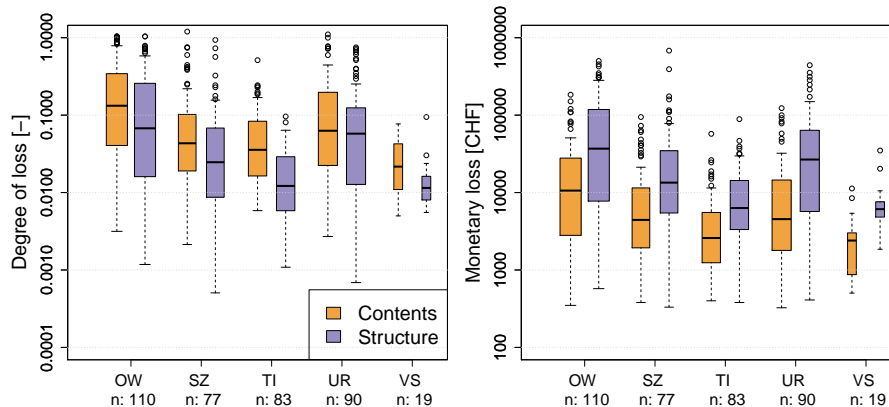 Degree of loss [−]
1.0000
0.1000
0.0100
0.0010
0.0001
Contents
Structure
OW SZ TI UR VS
n: 110 n: 77 n: 83 n: 90 n: 19
Monetary loss [CHF]
1000000
100000
10000
1000
100
OW SZ TI UR VS
n: 110 n: 77 n: 83 n: 90 n: 19